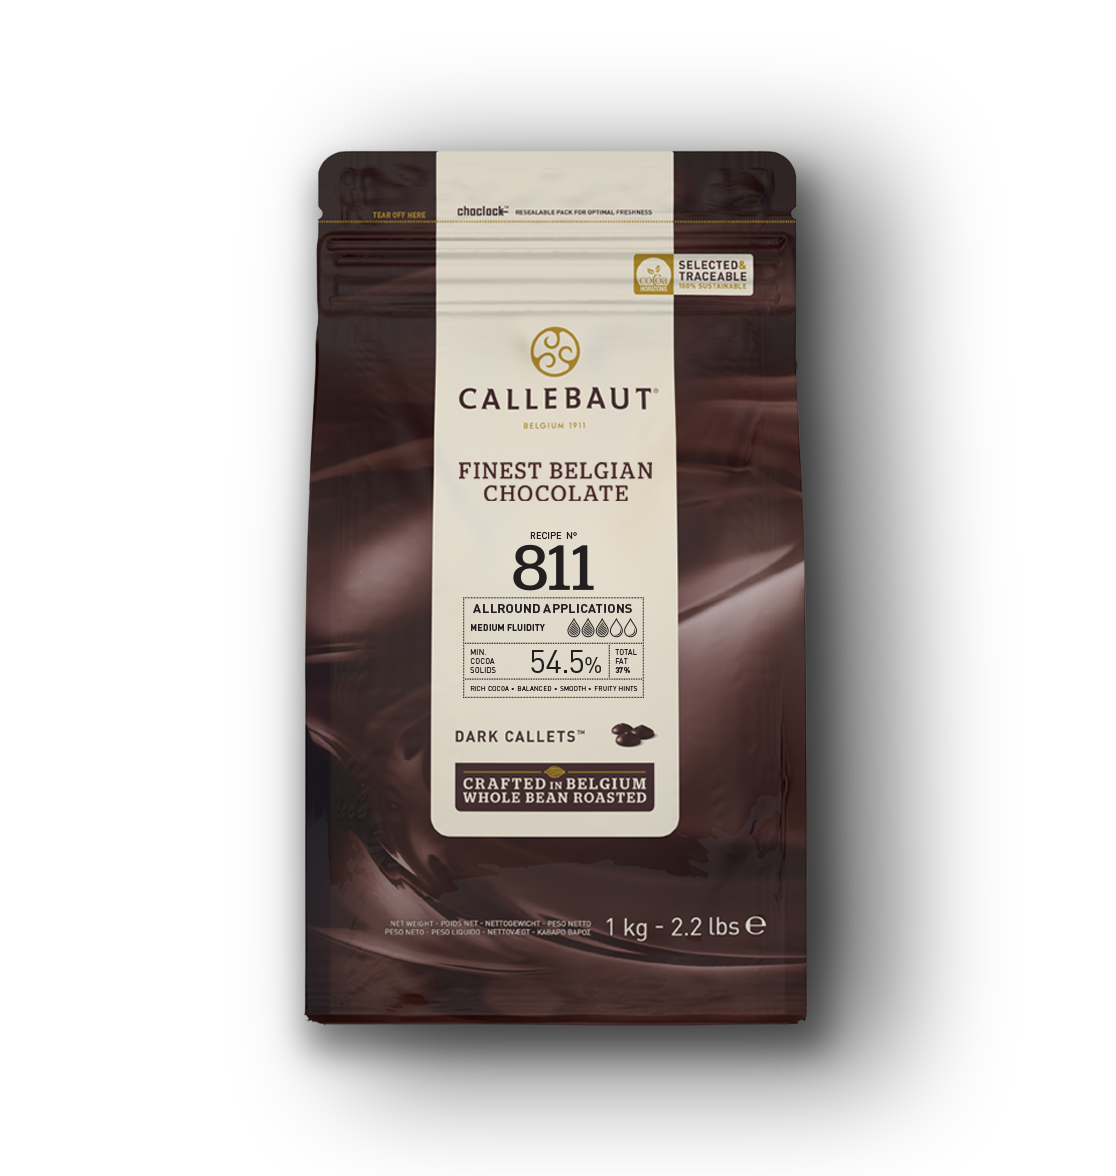 TEAR OFF HERE
choclock™ RESEALABLE PACK FOR OPTIMAL FRESHNESS
cocoa
HORIZONS
SELECTED&
TRACEABLE
100% SUSTAINABLE
CALLEBAUT®
BELGIUM 1911
FINEST BELGIAN
CHOCOLATE
RECIPE Nº
811
ALLROUND APPLICATIONS
MEDIUM FLUIDITY
MIN.
COCOA
SOLIDS
54.5%
TOTAL
FAT
37%
RICH COCOA • BALANCED • SMOOTH • FRUITY HINTS
DARK CALLETS™
CRAFTED IN BELGIUM
WHOLE BEAN ROASTED
NET WEIGHT - POIDS NET - NETTOGEWICHT - PESO NETTO
PESO NETO - PESO LIQUIDO - NETTOVÆGT - ΚΑΘΑΡΟ ΒΑΡΟΣ
1 kg - 2.2 lbs ℮